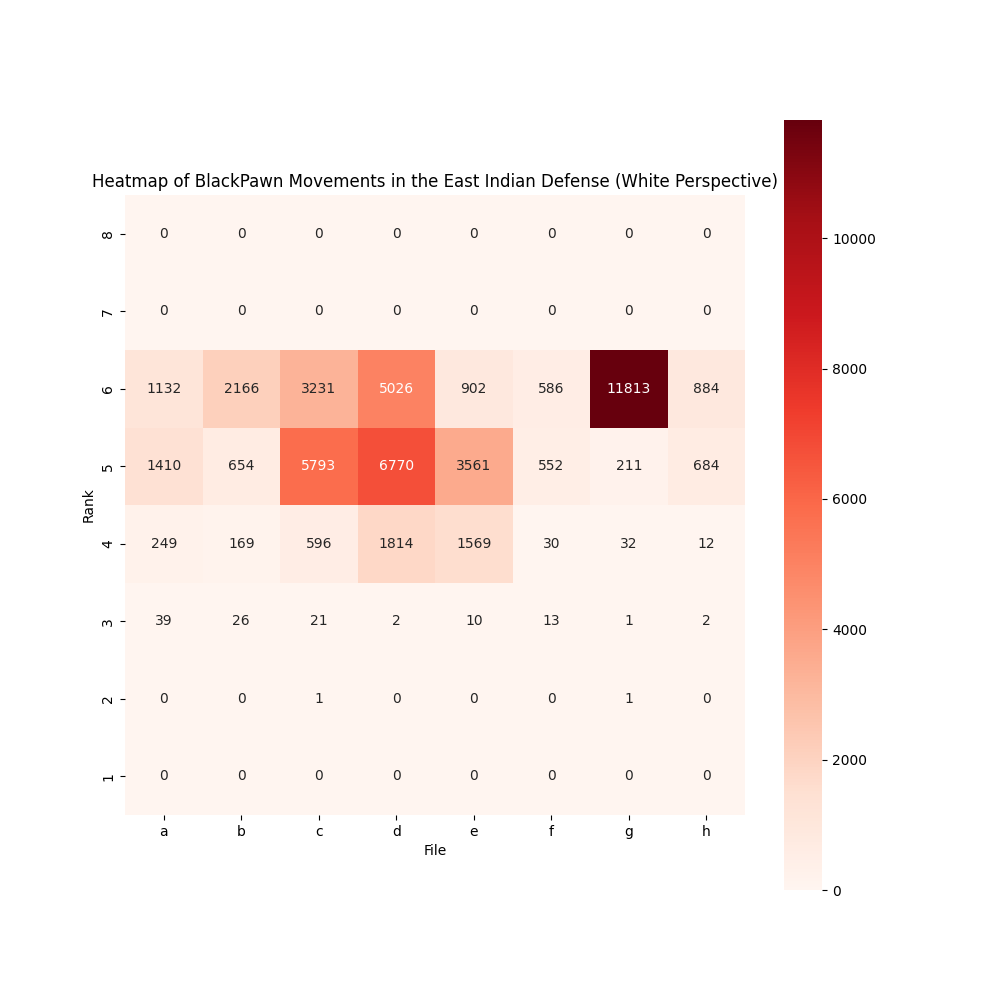 Heatmap of BlackPawn Movements in the East Indian Defense (White Perspective)
8 0 0 0 0 0 0 0 0
7 0 0 0 0 0 0 0 0
6 1132 2166 3231 5026 902 586 11813 884
5 1410 654 5793 6770 3561 552 211 684
4 249 169 596 1814 1569 30 32 12
3 39 26 21 2 10 13 1 2
2 0 0 1 0 0 0 1 0
1 0 0 0 0 0 0 0 0
a b c d e f g h
File
Rank
10000
8000
6000
4000
2000
0